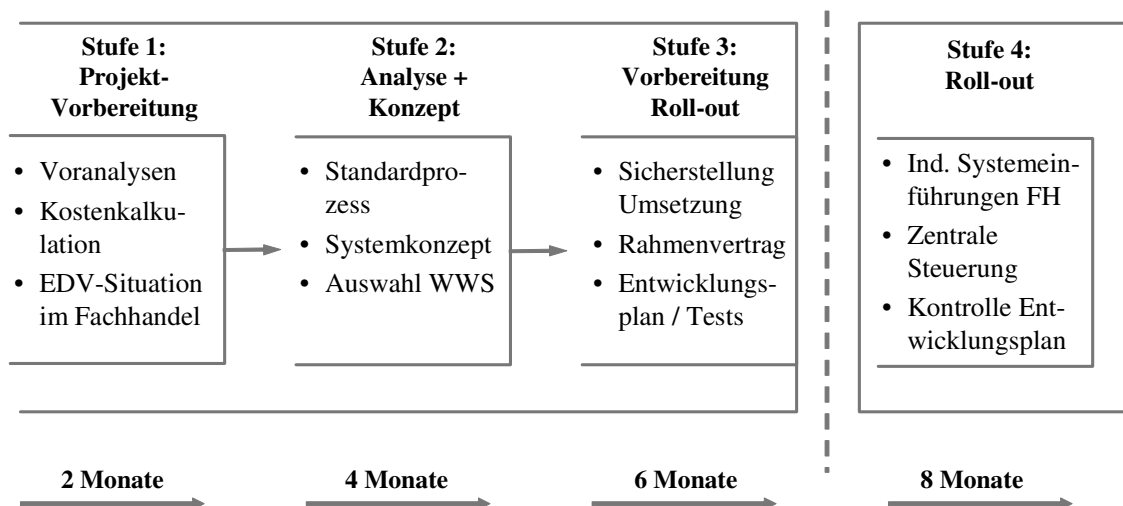 Stufe 1:
Projekt-
Vorbereitung
• Voranalysen
• Kostenkalku-
lation
• EDV-Situation
im Fachhandel
Stufe 2:
Analyse +
Konzept
• Standardpro-
zess
• Systemkonzept
• Auswahl WWS
Stufe 3:
Vorbereitung
Roll-out
• Sicherstellung
Umsetzung
• Rahmenvertrag
• Entwicklungs-
plan / Tests
Stufe 4:
Roll-out
• Ind. Systemein-
führungen FH
• Zentrale
Steuerung
• Kontrolle Ent-
wicklungsplan
2 Monate
4 Monate
6 Monate
8 Monate